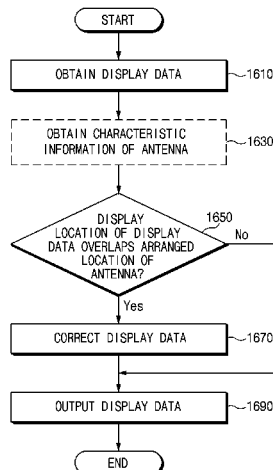 START
OBTAIN DISPLAY DATA
1610
OBTAIN CHARACTERISTIC
INFORMATION OF ANTENNA
1630
DISPLAY
LOCATION OF DISPLAY
DATA OVERLAPS ARRANGED
LOCATION OF
ANTENNA?
1650
No
Yes
CORRECT DISPLAY DATA
1670
OUTPUT DISPLAY DATA
1690
END